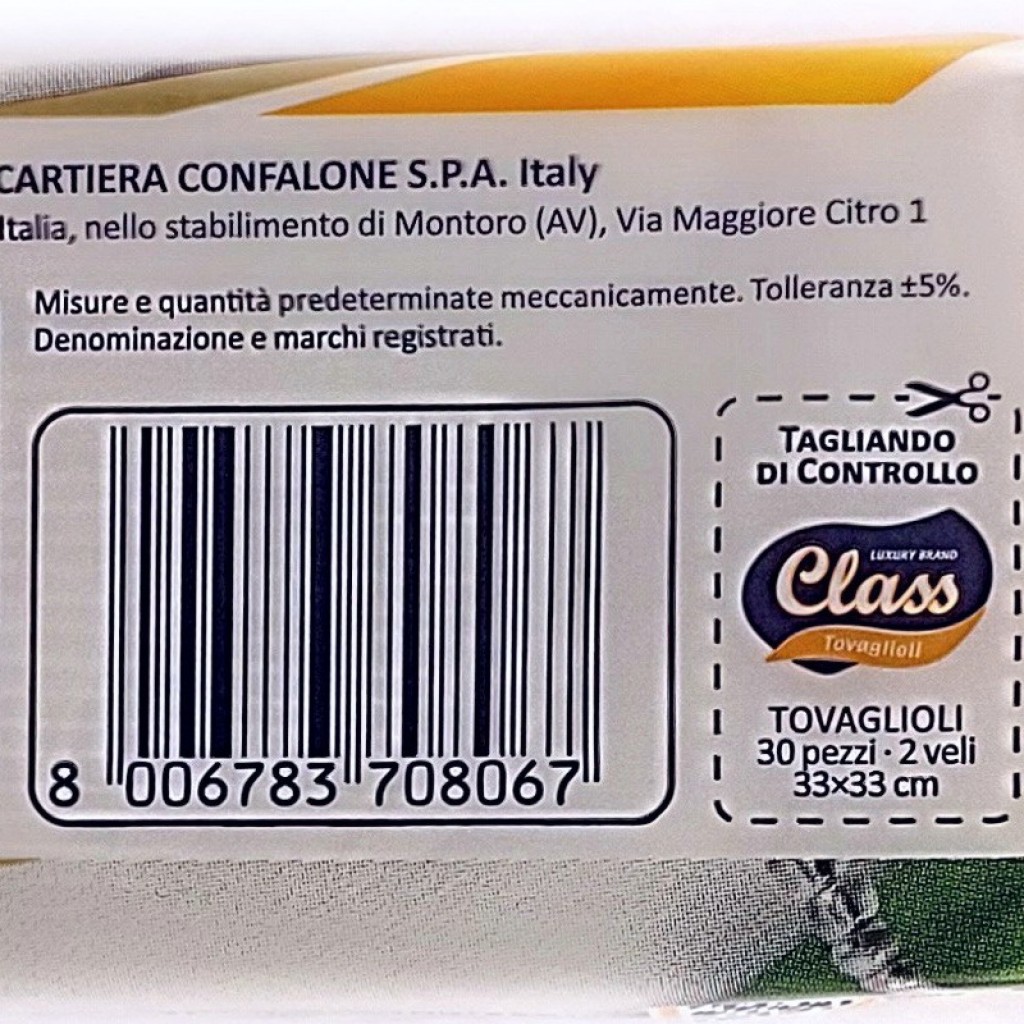 CARTIERA CONFALONE S.P.A. Italy
Italia, nello stabilimento di Montoro (AV), Via Maggiore Citro 1
Misure e quantità predeterminate meccanicamente. Tolleranza ±5%.
Denominazione e marchi registrati.
8 006783 708067
TAGLIANDO
DI CONTROLLO
LUXURY BRAND
Class
Tovaglioli
TOVAGLIOLI
30 pezzi · 2 veli
33×33 cm